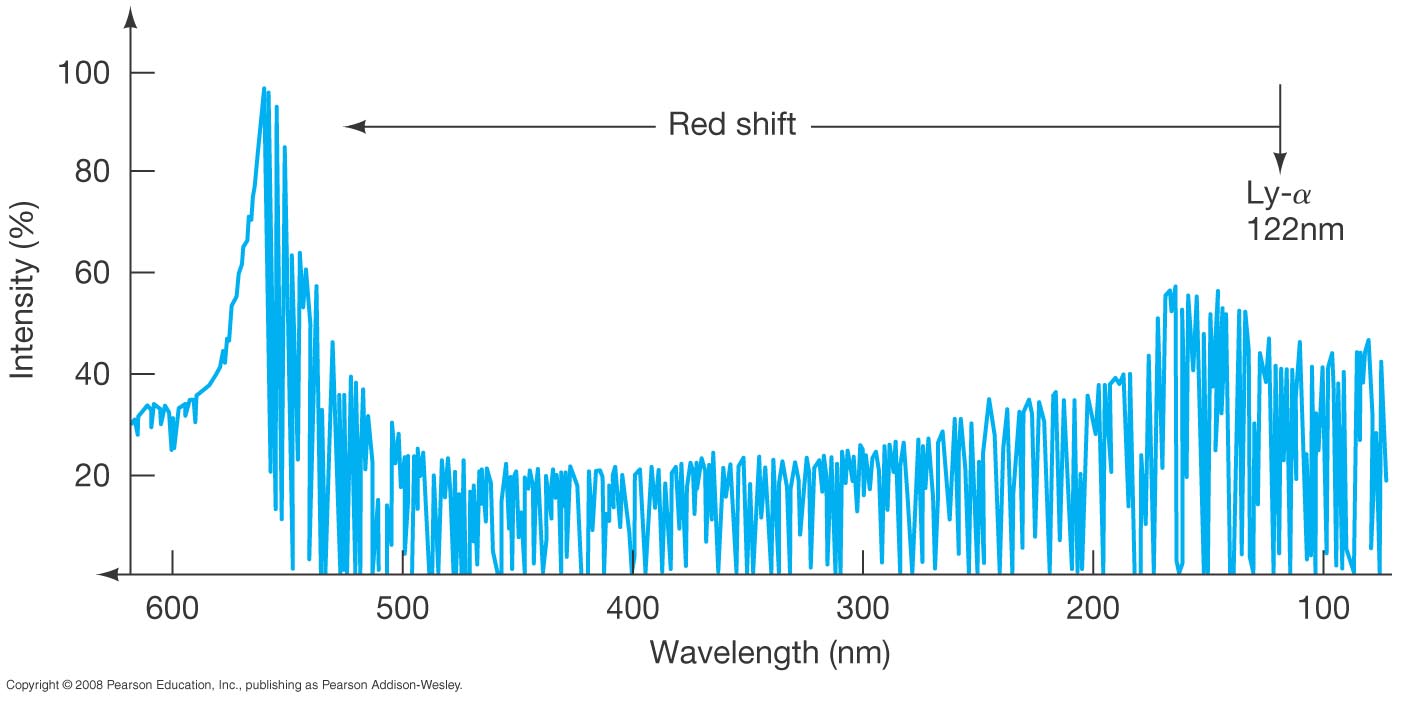 100
80
60
40
20
Intensity (%)
Red shift
Ly-α
122nm
600 500 400 300 200 100
Wavelength (nm)
Copyright © 2008 Pearson Education, Inc., publishing as Pearson Addison-Wesley.